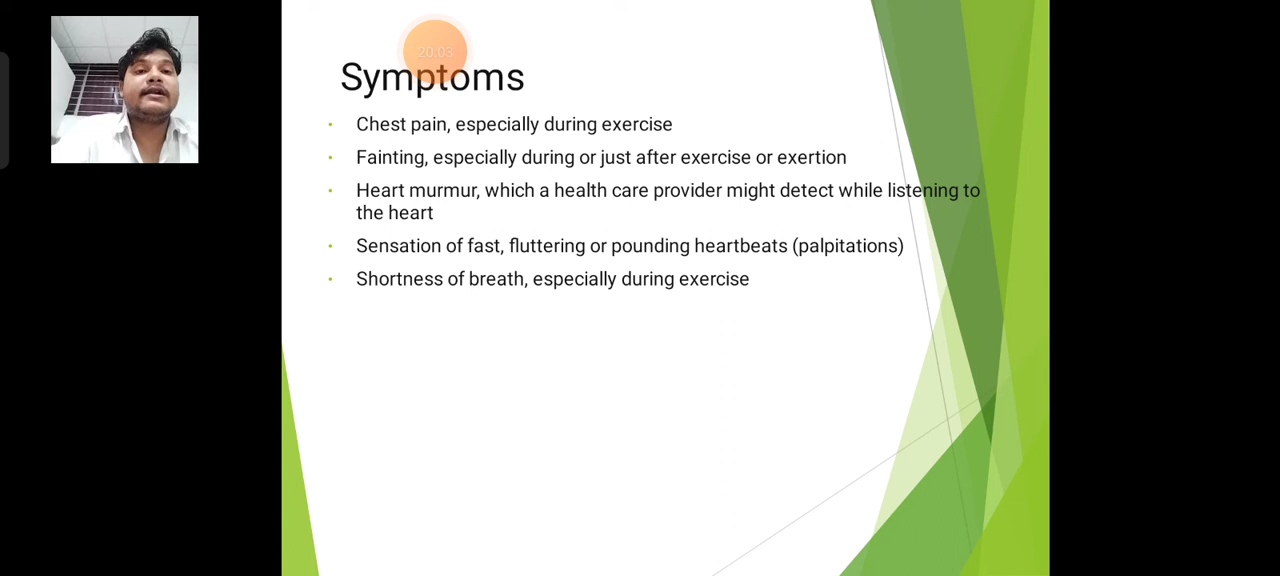 20:03
Symptoms
• Chest pain, especially during exercise
• Fainting, especially during or just after exercise or exertion
• Heart murmur, which a health care provider might detect while listening to
the heart
• Sensation of fast, fluttering or pounding heartbeats (palpitations)
• Shortness of breath, especially during exercise